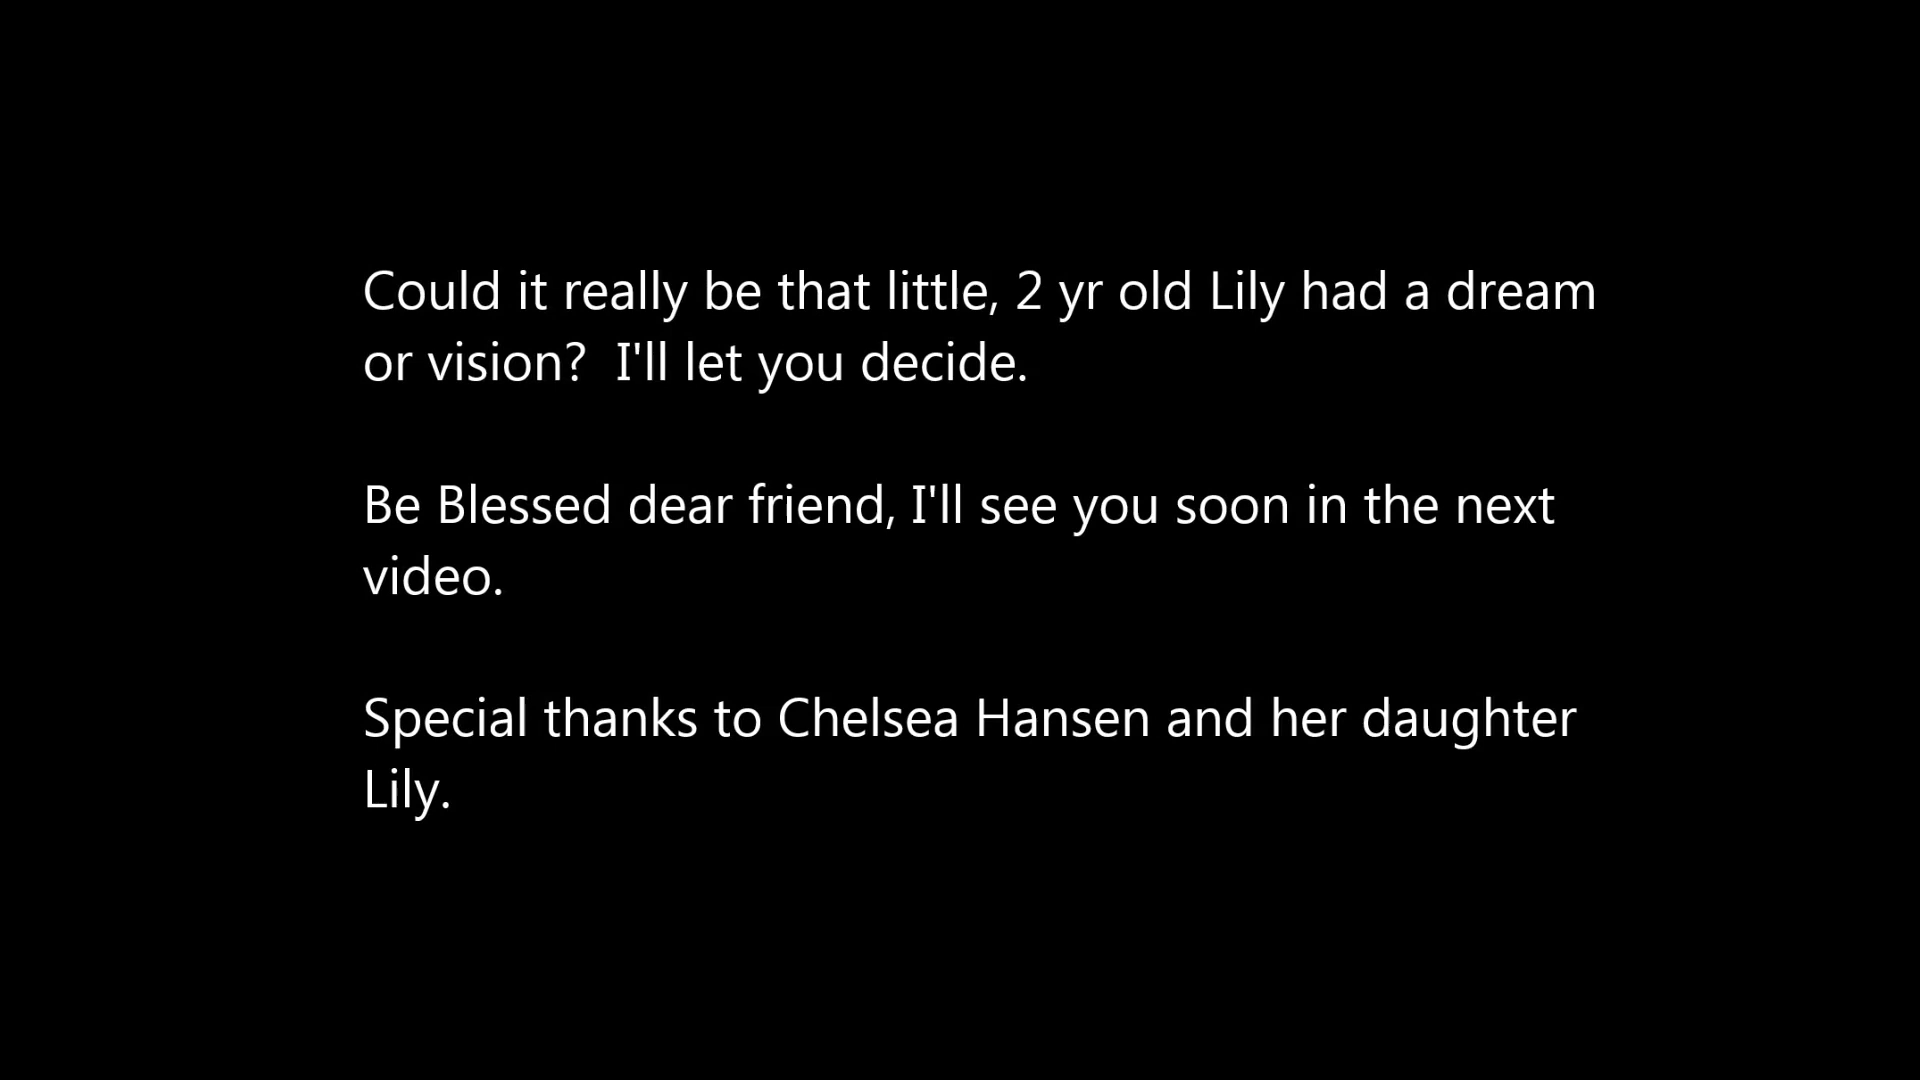 Could it really be that little, 2 yr old Lily had a dream
or vision?  I'll let you decide.
Be Blessed dear friend, I'll see you soon in the next
video.
Special thanks to Chelsea Hansen and her daughter
Lily.